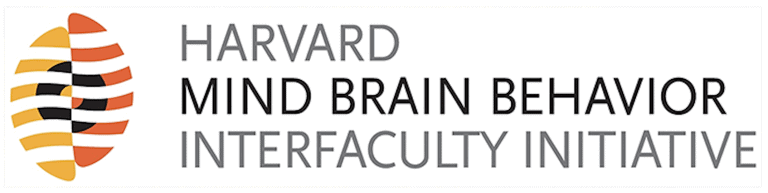 HARVARD
MIND BRAIN BEHAVIOR
INTERFACULTY INITIATIVE